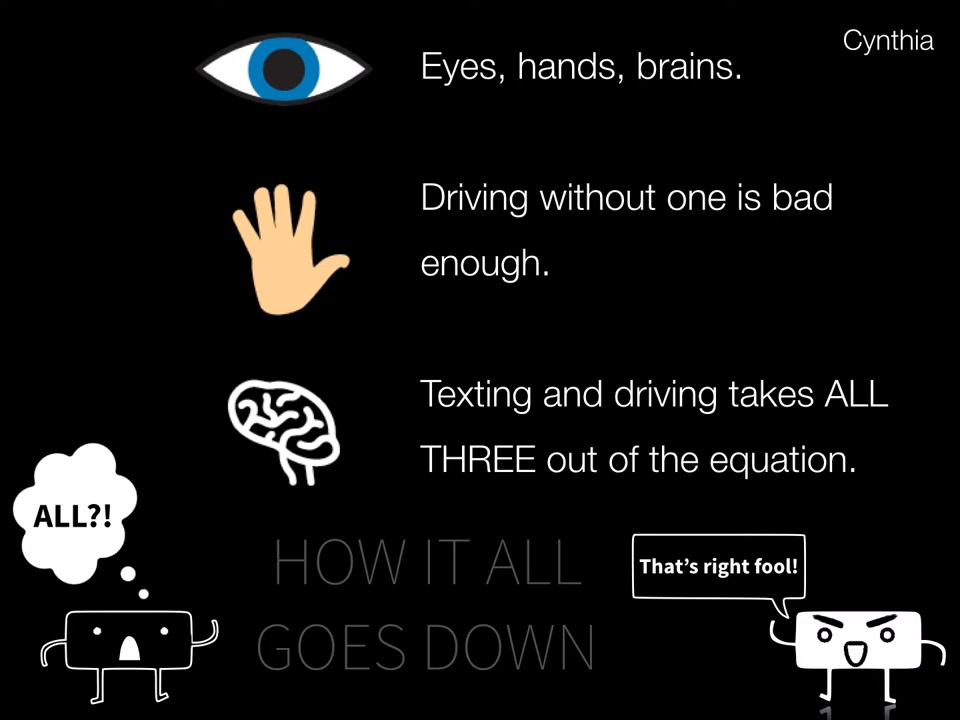 Cynthia
Eyes, hands, brains.
Driving without one is bad
enough.
Texting and driving takes ALL
THREE out of the equation.
ALL?!
HOW IT ALL
GOES DOWN
That's right fool!